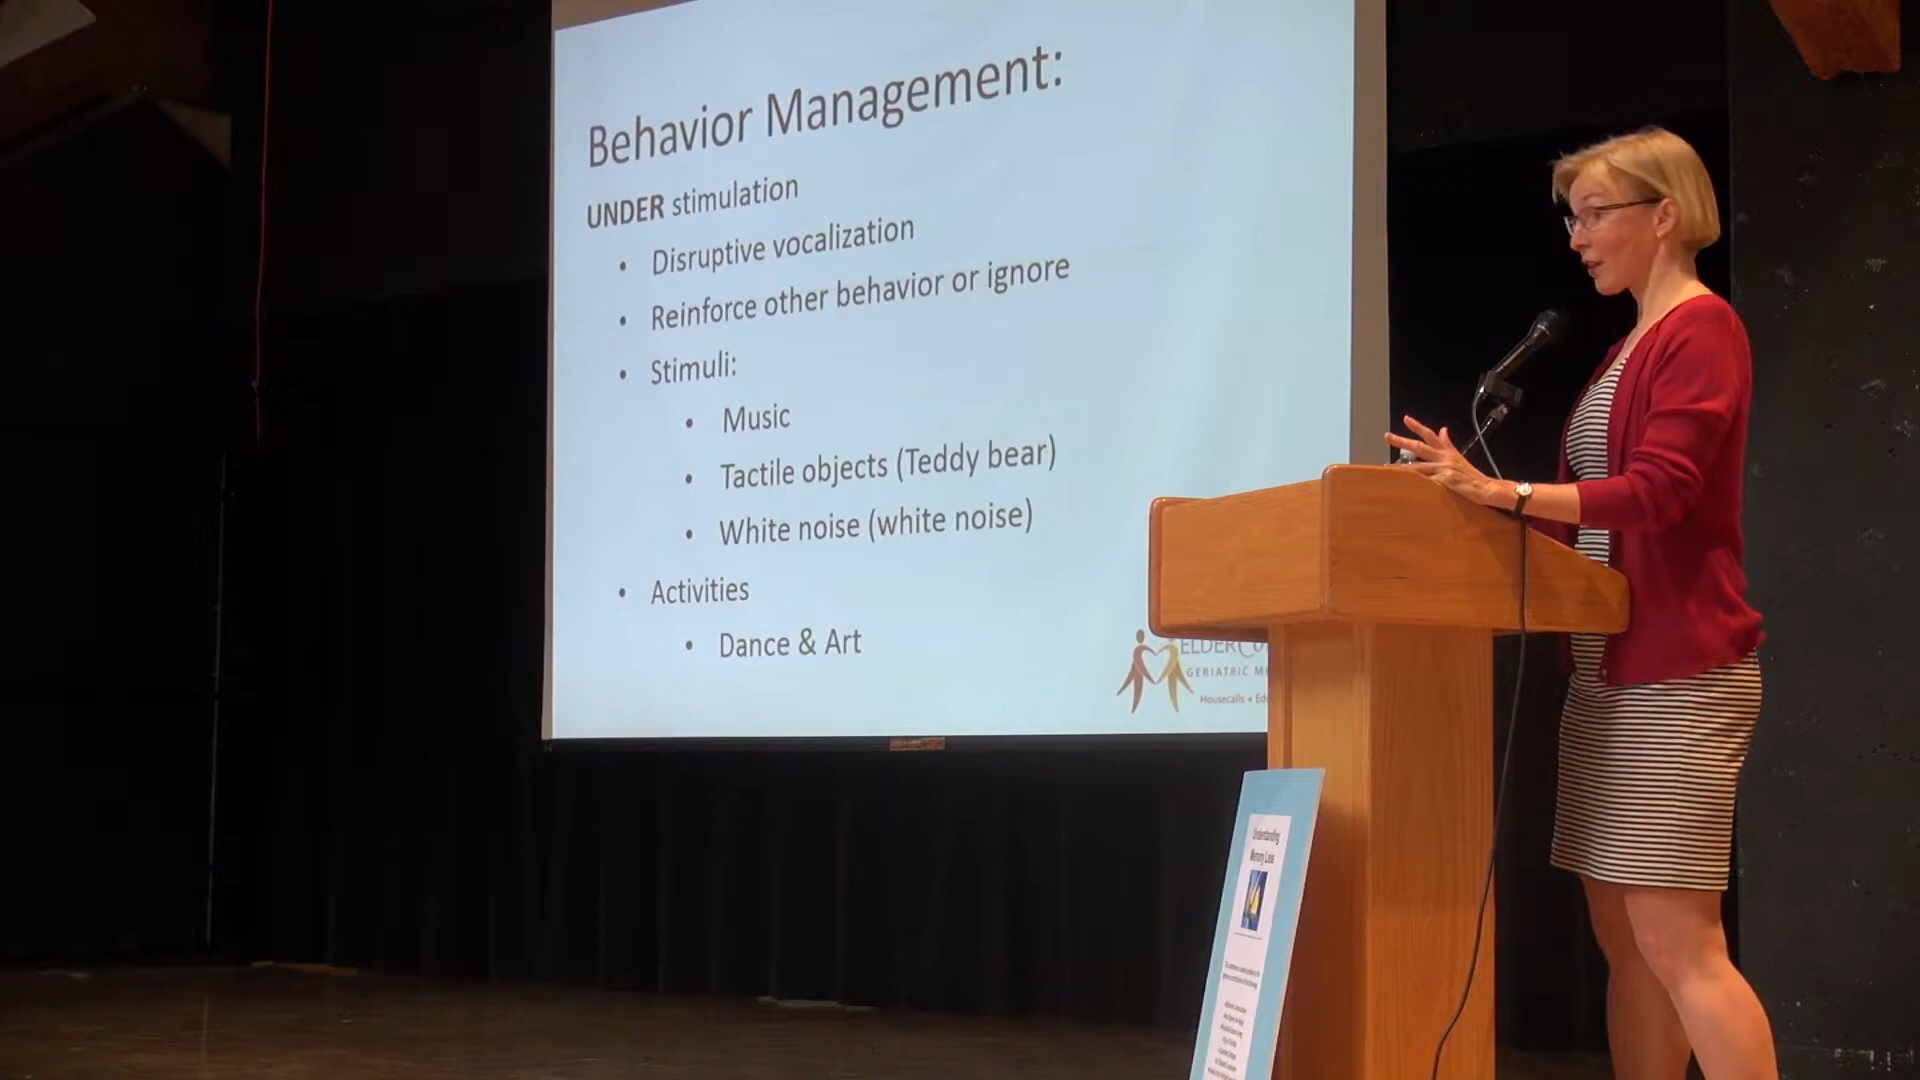 Behavior Management:
UNDER stimulation
• Disruptive vocalization
• Reinforce other behavior or ignore
• Stimuli:
• Music
• Tactile objects (Teddy bear)
• White noise (white noise)
• Activities
• Dance & Art
GERIATRIC
Housecalls +
Understanding
Memory Loss